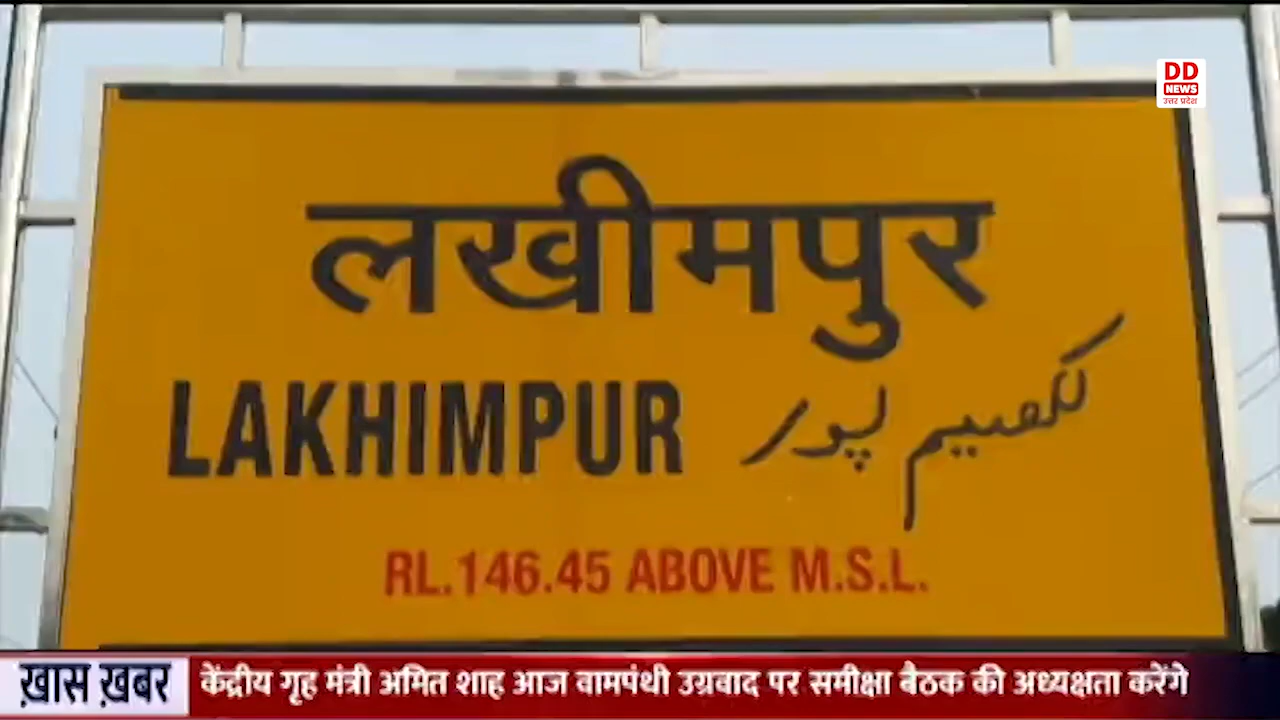 DD
NEWS
उत्तर प्रदेश
लखीमपुर
LAKHIMPUR لکھیم پور
RL.146.45 ABOVE M.S.L.
ख़ास ख़बर केंद्रीय गृह मंत्री अमित शाह आज वामपंथी उग्रवाद पर समीक्षा बैठक की अध्यक्षता करेंगे